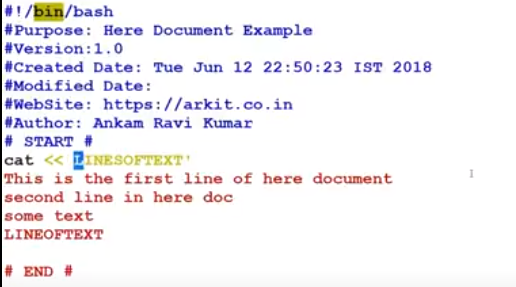 #!/bin/bash
#Purpose: Here Document Example
#Version:1.0
#Created Date: Tue Jun 12 22:50:23 IST 2018
#Modified Date:
#WebSite: https://arkit.co.in
#Author: Ankam Ravi Kumar
# START #
cat << LINESOFTEXT'
This is the first line of here document
second line in here doc
some text
LINEOFTEXT
# END #